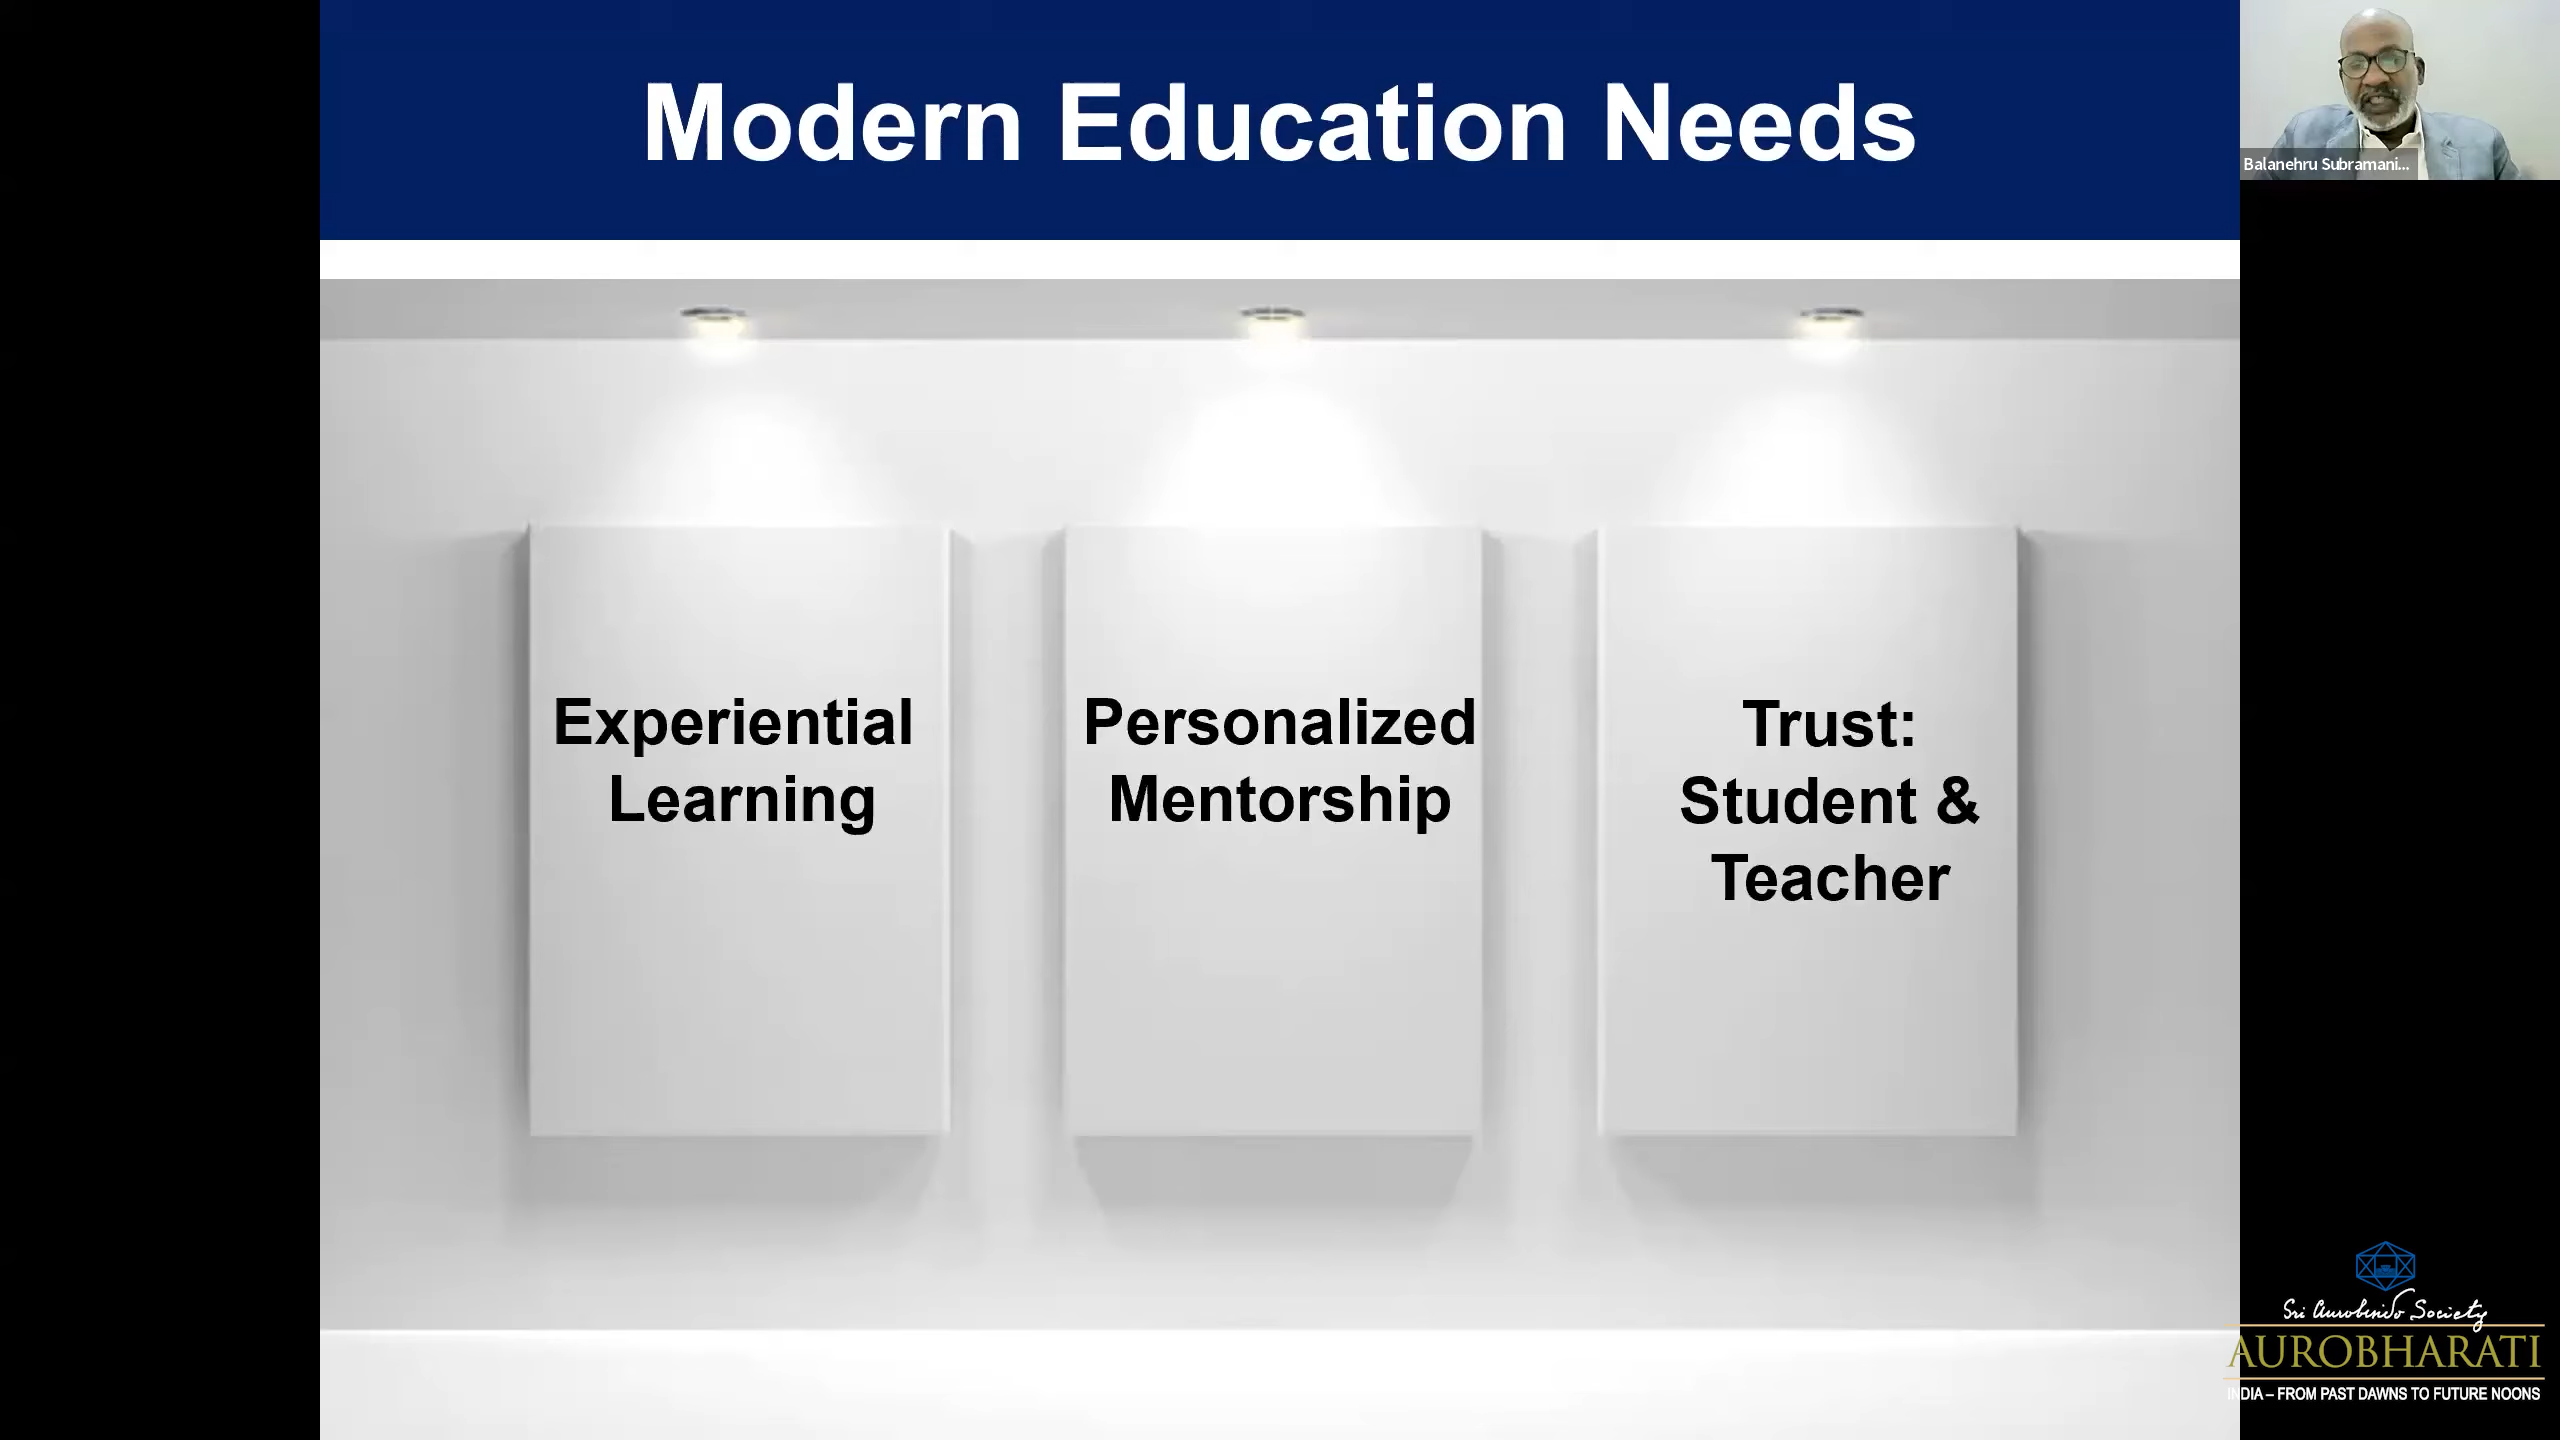 Modern Education Needs
Balanehru Subramani...
Experiential
Learning
Personalized
Mentorship
Trust:
Student &
Teacher
Sri Aurobindo Society
AUROBHARATI
INDIA – FROM PAST DAWNS TO FUTURE NOONS